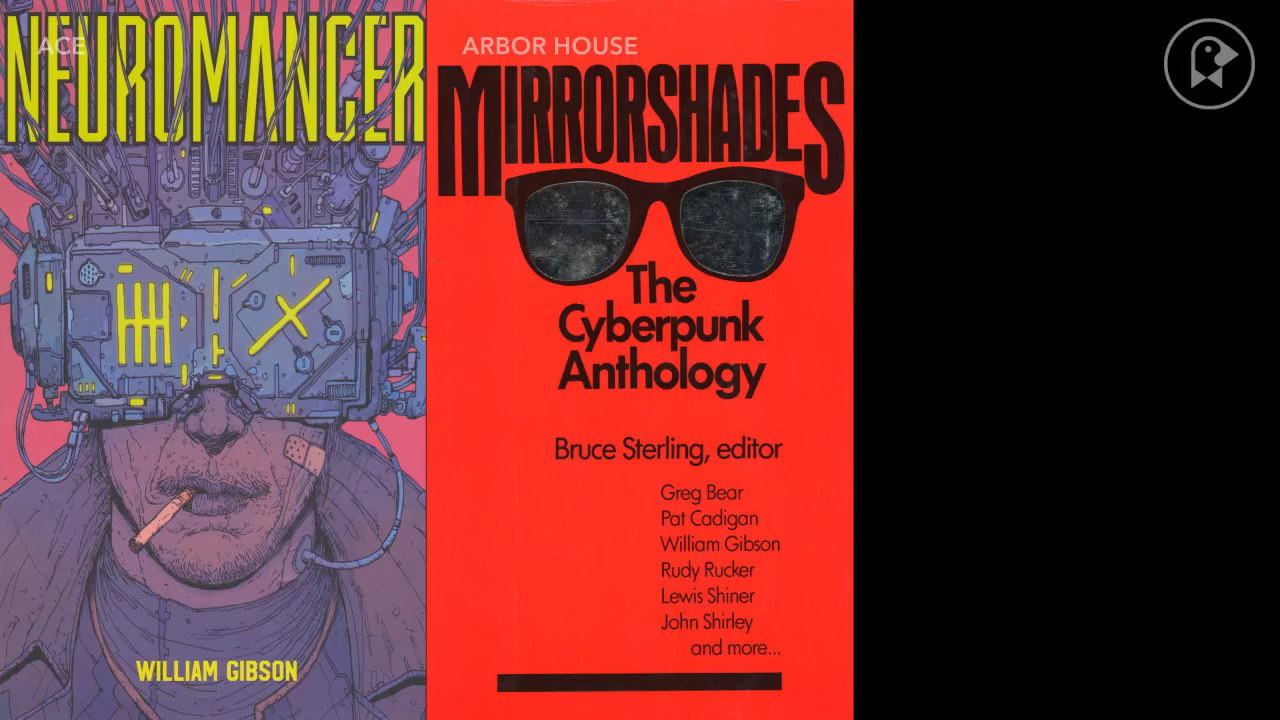 NEUROMANCER
ACE
WILLIAM GIBSON
ARBOR HOUSE
MIRRORSHADES
The
Cyberpunk
Anthology
Bruce Sterling, editor
Greg Bear
Pat Cadigan
William Gibson
Rudy Rucker
Lewis Shiner
John Shirley
and more...